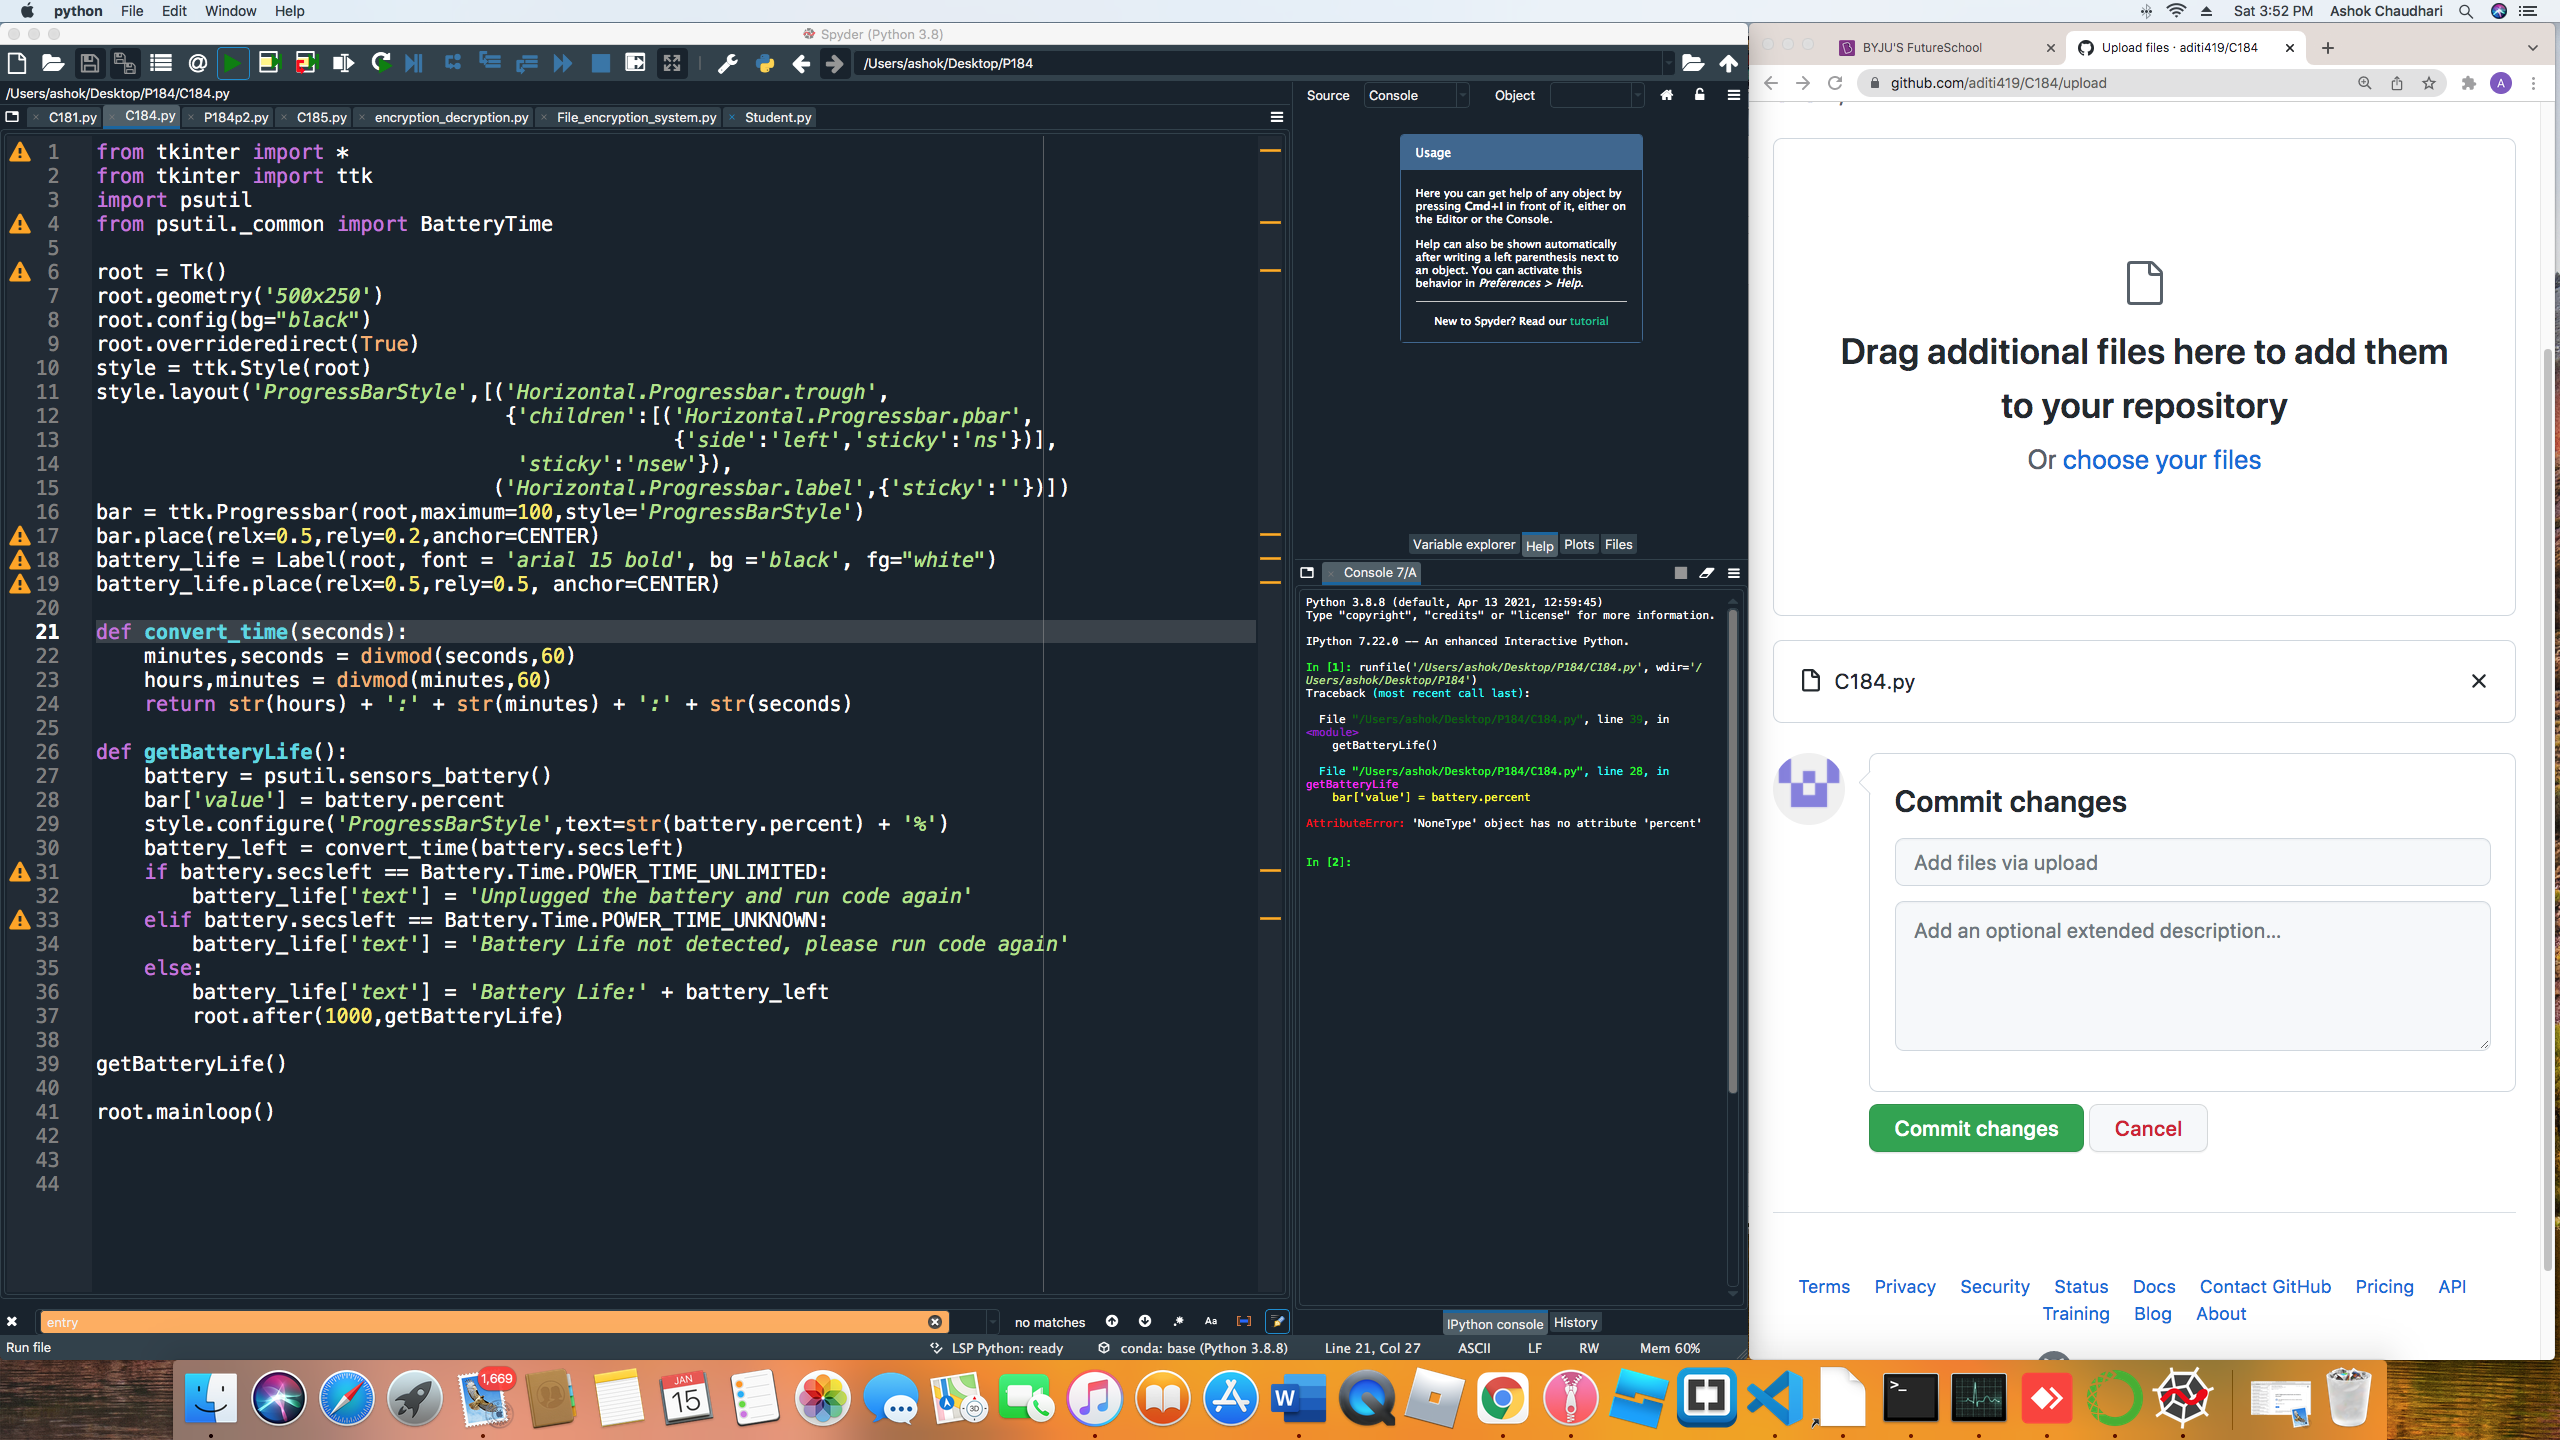 python File Edit Window Help
Sat 3:52 PM Ashok Chaudhari
Spyder (Python 3.8)
/Users/ashok/Desktop/P184
/Users/ashok/Desktop/P184/C184.py
C181.py C184.py P184p2.py C185.py encryption_decryption.py File_encryption_system.py Student.py
1 from tkinter import *
2 from tkinter import ttk
3 import psutil
4 from psutil._common import BatteryTime
5
6 root = Tk()
7 root.geometry('500x250')
8 root.config(bg="black")
9 root.overrideredirect(True)
10 style = ttk.Style(root)
11 style.layout('ProgressBarStyle',[('Horizontal.Progressbar.trough',
12 {'children':[('Horizontal.Progressbar.pbar',
13 {'side':'left','sticky':'ns'})],
14 'sticky':'nsew'}),
15 ('Horizontal.Progressbar.label',{'sticky':''})])
16 bar = ttk.Progressbar(root,maximum=100,style='ProgressBarStyle')
17 bar.place(relx=0.5,rely=0.2,anchor=CENTER)
18 battery_life = Label(root, font = 'arial 15 bold', bg ='black', fg="white")
19 battery_life.place(relx=0.5,rely=0.5, anchor=CENTER)
20
21 def convert_time(seconds):
22 minutes,seconds = divmod(seconds,60)
23 hours,minutes = divmod(minutes,60)
24 return str(hours) + ':' + str(minutes) + ':' + str(seconds)
25
26 def getBatteryLife():
27 battery = psutil.sensors_battery()
28 bar['value'] = battery.percent
29 style.configure('ProgressBarStyle',text=str(battery.percent) + '%')
30 battery_left = convert_time(battery.secsleft)
31 if battery.secsleft == Battery.Time.POWER_TIME_UNLIMITED:
32 battery_life['text'] = 'Unplugged the battery and run code again'
33 elif battery.secsleft == Battery.Time.POWER_TIME_UNKNOWN:
34 battery_life['text'] = 'Battery Life not detected, please run code again'
35 else:
36 battery_life['text'] = 'Battery Life:' + battery_left
37 root.after(1000,getBatteryLife)
38
39 getBatteryLife()
40
41 root.mainloop()
42
43
44
entry
no matches
Aa
Run file
LSP Python: ready conda: base (Python 3.8.8) Line 21, Col 27 ASCII LF RW Mem 60%
Source Console Object
Usage
Here you can get help of any object by
pressing Cmd+I in front of it, either on
the Editor or the Console.
Help can also be shown automatically
after writing a left parenthesis next to
an object. You can activate this
behavior in Preferences > Help.
New to Spyder? Read our tutorial
Variable explorer Help Plots Files
Console 7/A
Python 3.8.8 (default, Apr 13 2021, 12:59:45)
Type "copyright", "credits" or "license" for more information.
IPython 7.22.0 -- An enhanced Interactive Python.
In [1]: runfile('/Users/ashok/Desktop/P184/C184.py', wdir='/
Users/ashok/Desktop/P184')
Traceback (most recent call last):
File "/Users/ashok/Desktop/P184/C184.py", line 39, in
<module>
getBatteryLife()
File "/Users/ashok/Desktop/P184/C184.py", line 28, in
getBatteryLife
bar['value'] = battery.percent
AttributeError: 'NoneType' object has no attribute 'percent'
In [2]:
IPython console History
BYJU'S FutureSchool
Upload files · aditi419/C184
github.com/aditi419/C184/upload
A
Drag additional files here to add them
to your repository
Or choose your files
C184.py
Commit changes
Add files via upload
Add an optional extended description...
Commit changes Cancel
Terms Privacy Security Status Docs Contact GitHub Pricing API
Training Blog About
1,669
JAN
15
3D
W
>_